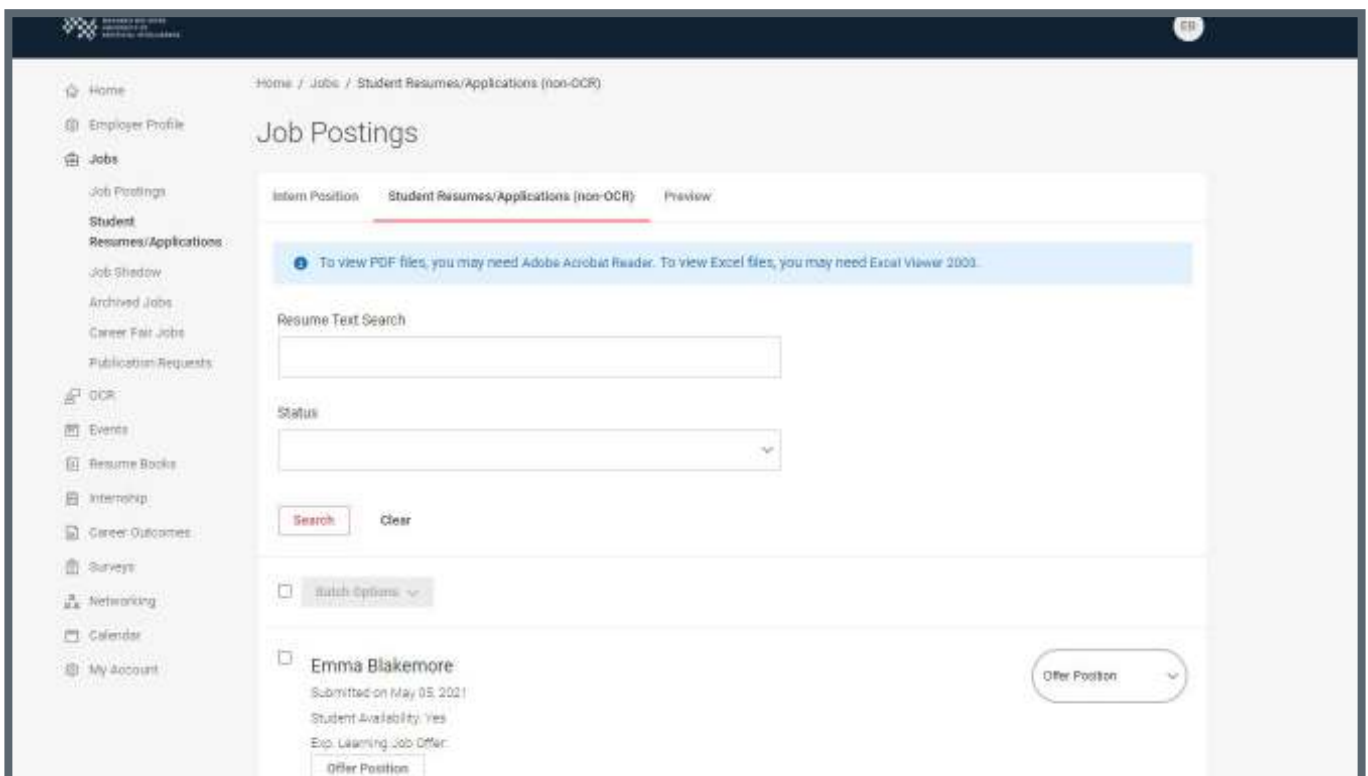 EB
Home
Employer Profile
Jobs
Job Postings
Student
Resumes/Applications
Job Shadow
Archived Jobs
Career Fair Jobs
Publication Requests
OCR
Events
Resume Books
Internship
Career Outcomes
Surveys
Networking
Calendar
My Account
Home / Jobs / Student Resumes/Applications (non-OCR)
Job Postings
Intern Position Student Resumes/Applications (non-OCR) Preview
To view PDF files, you may need Adobe Acrobat Reader. To view Excel files, you may need Excel Viewer 2003.
Resume Text Search
Status
Search Clear
Batch Options
Emma Blakemore
Offer Position
Submitted on May 05, 2021
Student Availability: Yes
Exp. Learning Job Offer:
Offer Position